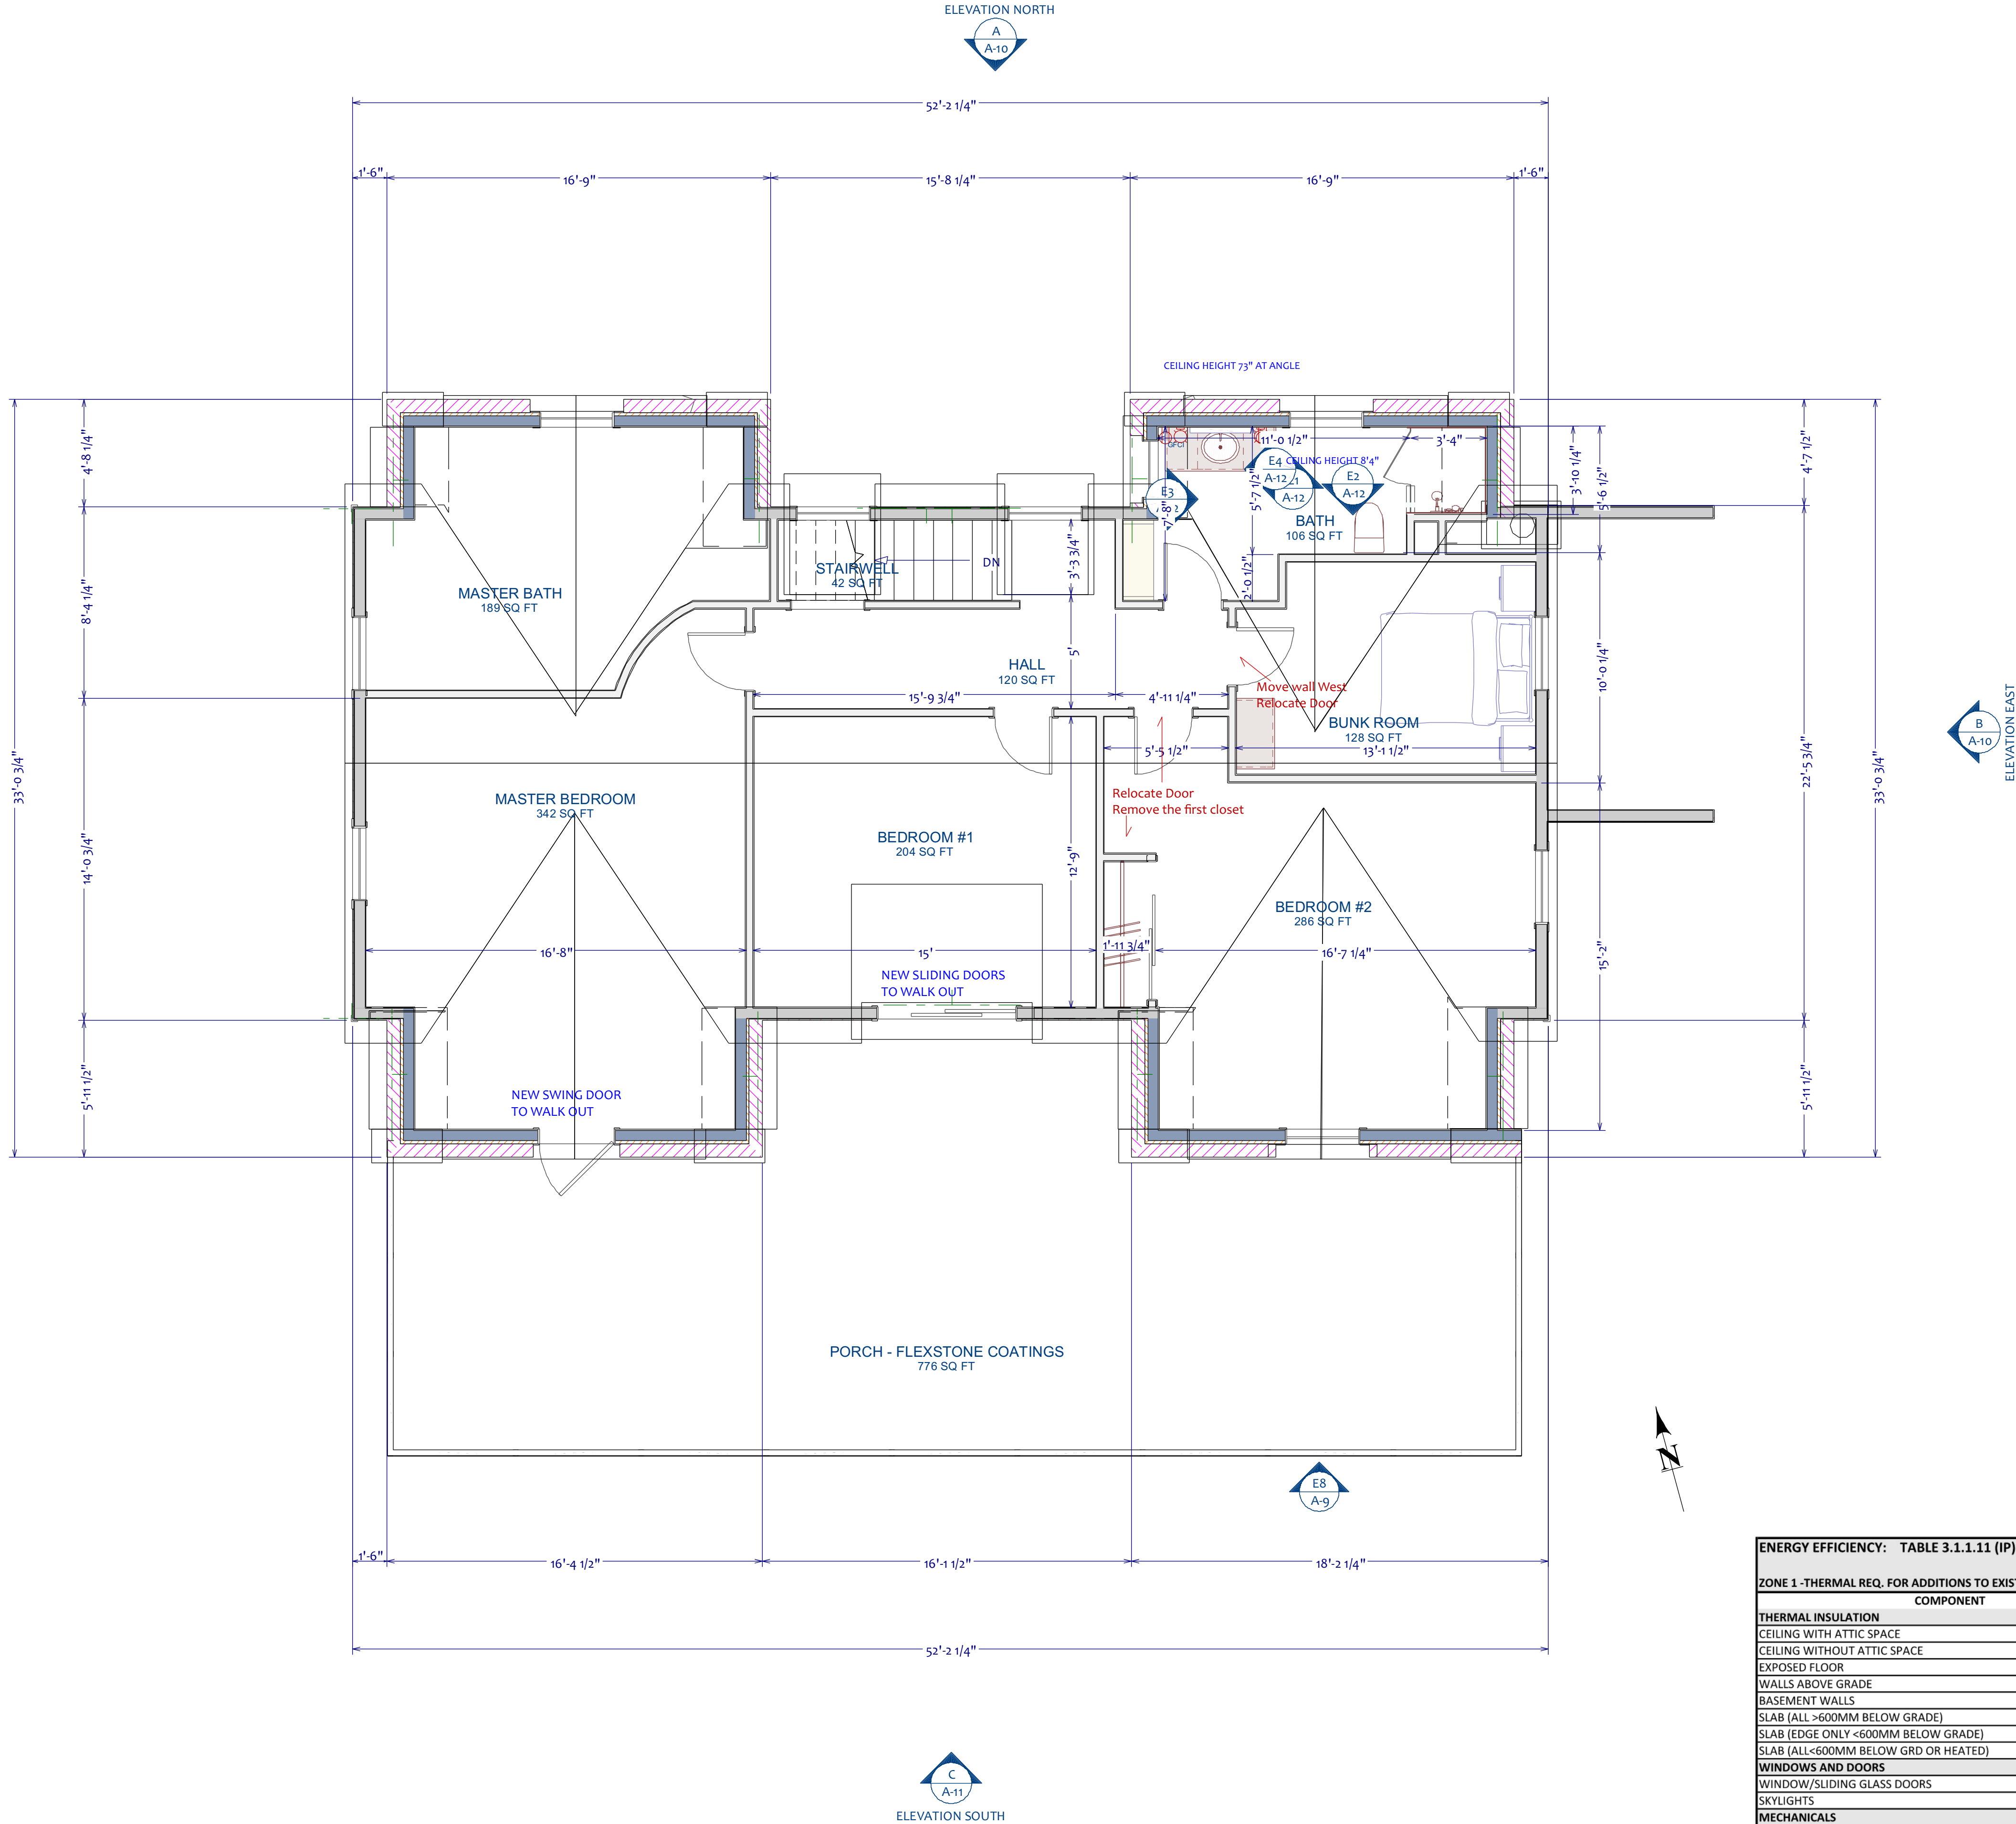 ELEVATION NORTH
A
A-10
52'-2 1/4"
1'-6"
16'-9"
15'-8 1/4"
16'-9"
1'-6"
CEILING HEIGHT 73" AT ANGLE
4'-8 1/4"
8'-4 1/4"
14'-0 3/4"
5'-11 1/2"
33'-0 3/4"
GFCI
11'-0 1/2"
3'-4"
CEILING HEIGHT 8'4"
E4
A-12
A-12
E2
A-12
E3
7'-8"
5'-7 1/2"
2'-0 1/2"
3'-10 1/4"
5'-6 1/2"
4'-7 1/2"
BATH
106 SQ FT
MASTER BATH
189 SQ FT
STAIRWELL
42 SQ FT
DN
3'-3 3/4"
5'
HALL
120 SQ FT
15'-9 3/4"
4'-11 1/4"
Move wall West
Relocate Door
BUNK ROOM
128 SQ FT
5'-5 1/2"
13'-1 1/2"
10'-0 1/4"
22'-5 3/4"
33'-0 3/4"
B
A-10
ELEVATION EAST
MASTER BEDROOM
342 SQ FT
Relocate Door
Remove the first closet
BEDROOM #1
204 SQ FT
12'-9"
BEDROOM #2
286 SQ FT
16'-8"
15'
1'-11 3/4"
16'-7 1/4"
15'-2"
NEW SLIDING DOORS
TO WALK OUT
NEW SWING DOOR
TO WALK OUT
5'-11 1/2"
PORCH - FLEXSTONE COATINGS
776 SQ FT
N
E8
A-9
1'-6"
16'-4 1/2"
16'-1 1/2"
18'-2 1/4"
52'-2 1/4"
C
A-11
ELEVATION SOUTH
ENERGY EFFICIENCY: TABLE 3.1.1.11 (IP)
ZONE 1 -THERMAL REQ. FOR ADDITIONS TO EXIS
COMPONENT
THERMAL INSULATION
CEILING WITH ATTIC SPACE
CEILING WITHOUT ATTIC SPACE
EXPOSED FLOOR
WALLS ABOVE GRADE
BASEMENT WALLS
SLAB (ALL >600MM BELOW GRADE)
SLAB (EDGE ONLY <600MM BELOW GRADE)
SLAB (ALL<600MM BELOW GRD OR HEATED)
WINDOWS AND DOORS
WINDOW/SLIDING GLASS DOORS
SKYLIGHTS
MECHANICALS